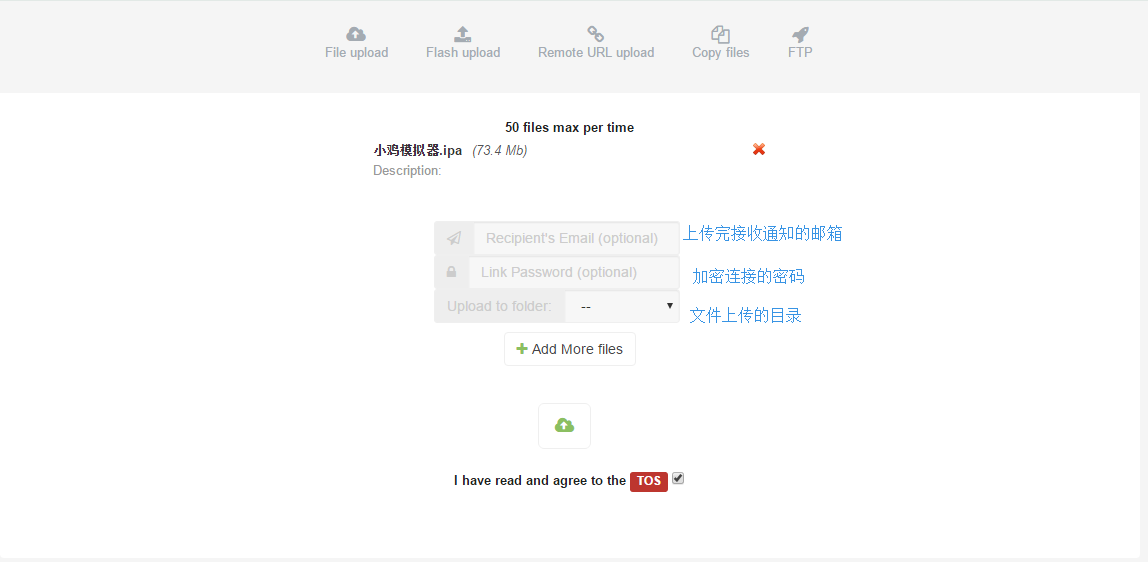 File upload Flash upload Remote URL upload Copy files FTP
50 files max per time
小鸡模拟器.ipa (73.4 Mb)
Description:
Recipient's Email (optional) 上传完接收通知的邮箱
Link Password (optional) 加密连接的密码
Upload to folder: -- 文件上传的目录
Add More files
I have read and agree to the TOS